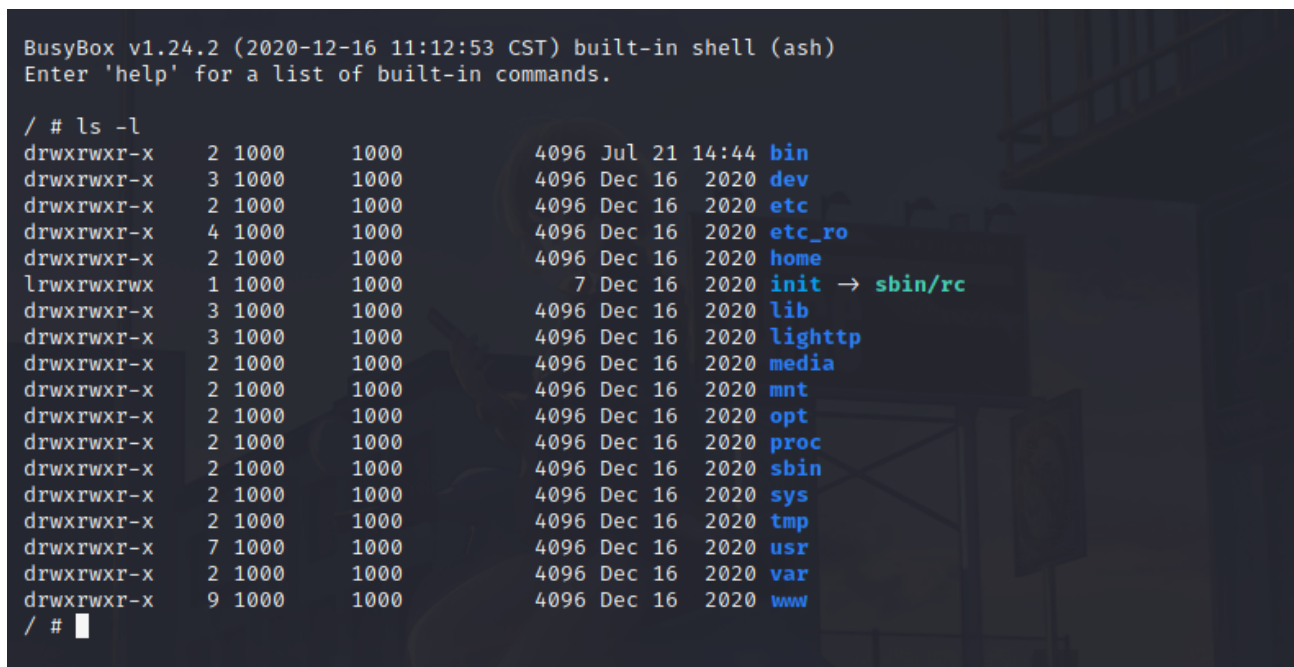 BusyBox v1.24.2 (2020-12-16 11:12:53 CST) built-in shell (ash)
Enter 'help' for a list of built-in commands.
/ # ls -l
drwxrwxr-x    2 1000     1000          4096 Jul 21 14:44 bin
drwxrwxr-x    3 1000     1000          4096 Dec 16  2020 dev
drwxrwxr-x    2 1000     1000          4096 Dec 16  2020 etc
drwxrwxr-x    4 1000     1000          4096 Dec 16  2020 etc_ro
drwxrwxr-x    2 1000     1000          4096 Dec 16  2020 home
lrwxrwxrwx    1 1000     1000             7 Dec 16  2020 init → sbin/rc
drwxrwxr-x    3 1000     1000          4096 Dec 16  2020 lib
drwxrwxr-x    3 1000     1000          4096 Dec 16  2020 lighttp
drwxrwxr-x    2 1000     1000          4096 Dec 16  2020 media
drwxrwxr-x    2 1000     1000          4096 Dec 16  2020 mnt
drwxrwxr-x    2 1000     1000          4096 Dec 16  2020 opt
drwxrwxr-x    2 1000     1000          4096 Dec 16  2020 proc
drwxrwxr-x    2 1000     1000          4096 Dec 16  2020 sbin
drwxrwxr-x    2 1000     1000          4096 Dec 16  2020 sys
drwxrwxr-x    2 1000     1000          4096 Dec 16  2020 tmp
drwxrwxr-x    7 1000     1000          4096 Dec 16  2020 usr
drwxrwxr-x    2 1000     1000          4096 Dec 16  2020 var
drwxrwxr-x    9 1000     1000          4096 Dec 16  2020 www
/ #